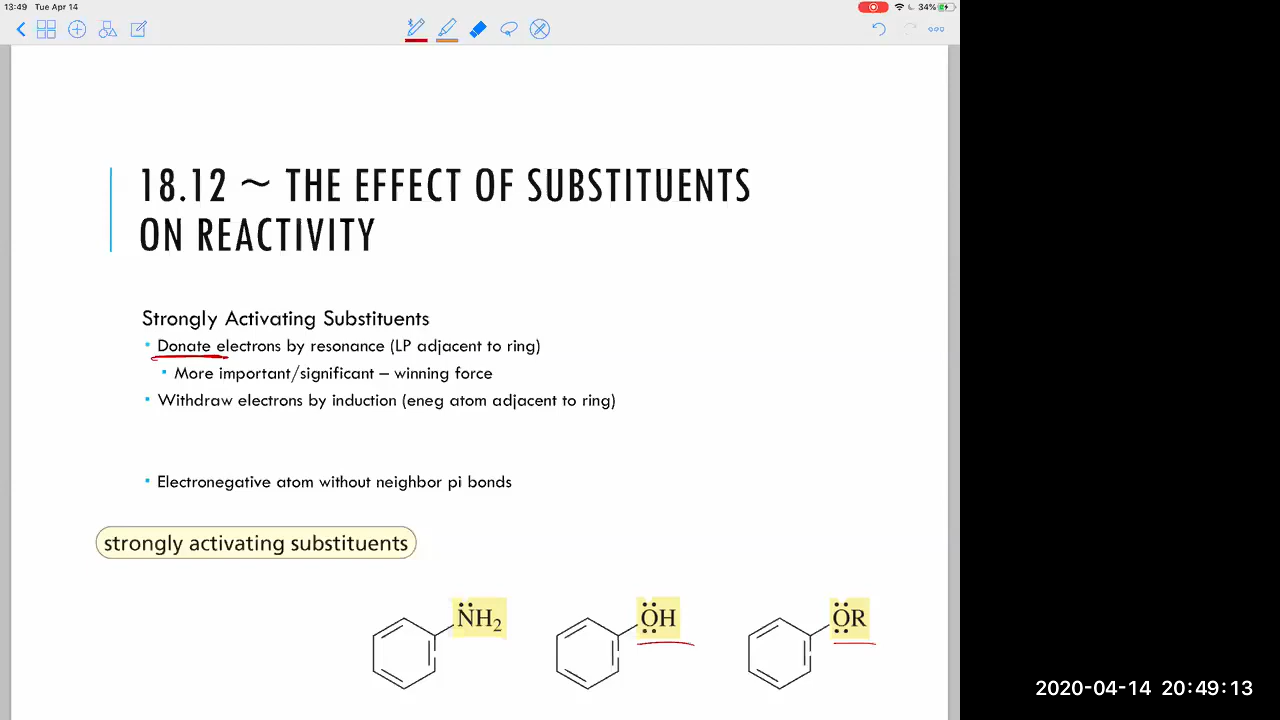 13:49 Tue Apr 14 34%
18.12 ~ THE EFFECT OF SUBSTITUENTS
ON REACTIVITY
Strongly Activating Substituents
▪ Donate electrons by resonance (LP adjacent to ring)
▪ More important/significant – winning force
▪ Withdraw electrons by induction (eneg atom adjacent to ring)
▪ Electronegative atom without neighbor pi bonds
strongly activating substituents
NH₂ OH OR
2020-04-14 20:49:13